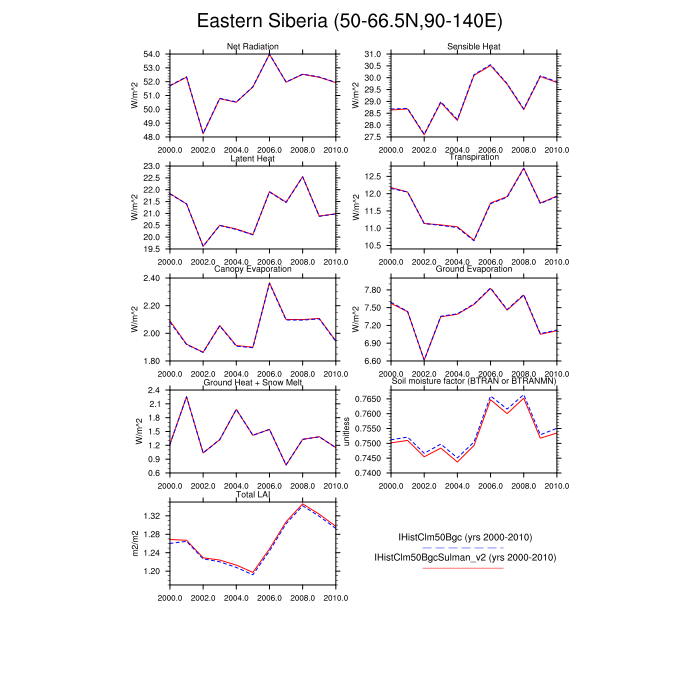 Eastern Siberia (50-66.5N,90-140E)
Net Radiation
W/m^2
54.0
53.0
52.0
51.0
50.0
49.0
48.0
2000.0 2002.0 2004.0 2006.0 2008.0 2010.0
Sensible Heat
W/m^2
31.0
30.5
30.0
29.5
29.0
28.5
28.0
27.5
2000.0 2002.0 2004.0 2006.0 2008.0 2010.0
Latent Heat
W/m^2
23.0
22.5
22.0
21.5
21.0
20.5
20.0
19.5
2000.0 2002.0 2004.0 2006.0 2008.0 2010.0
Transpiration
W/m^2
12.5
12.0
11.5
11.0
10.5
2000.0 2002.0 2004.0 2006.0 2008.0 2010.0
Canopy Evaporation
W/m^2
2.40
2.20
2.00
1.80
2000.0 2002.0 2004.0 2006.0 2008.0 2010.0
Ground Evaporation
W/m^2
7.80
7.50
7.20
6.90
6.60
2000.0 2002.0 2004.0 2006.0 2008.0 2010.0
Ground Heat + Snow Melt
W/m^2
2.4
2.1
1.8
1.5
1.2
0.9
0.6
2000.0 2002.0 2004.0 2006.0 2008.0 2010.0
Soil moisture factor (BTRAN or BTRANMN)
unitless
0.7650
0.7600
0.7550
0.7500
0.7450
0.7400
2000.0 2002.0 2004.0 2006.0 2008.0 2010.0
Total LAI
m2/m2
1.32
1.28
1.24
1.20
2000.0 2002.0 2004.0 2006.0 2008.0 2010.0
IHistClm50Bgc (yrs 2000-2010)
IHistClm50BgcSulman_v2 (yrs 2000-2010)